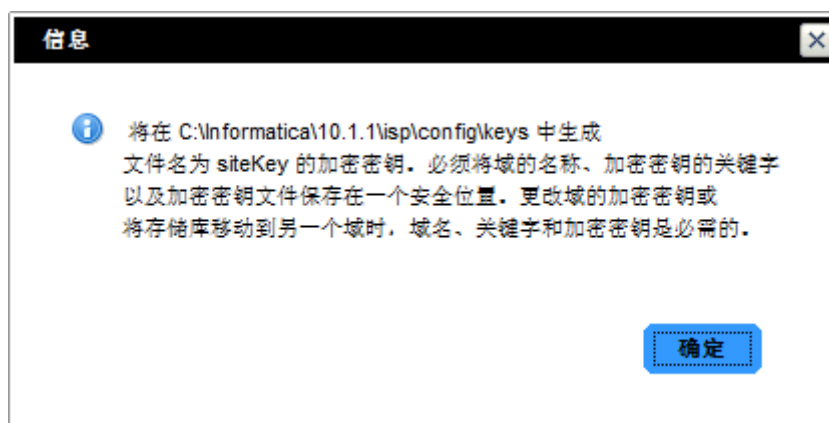 信息
将在 C:\Informatica\10.1.1\isp\config\keys 中生成
文件名为 siteKey 的加密密钥。必须将域的名称、加密密钥的关键字
以及加密密钥文件保存在一个安全位置。更改域的加密密钥或
将存储库移动到另一个域时，域名、关键字和加密密钥是必需的。
确定